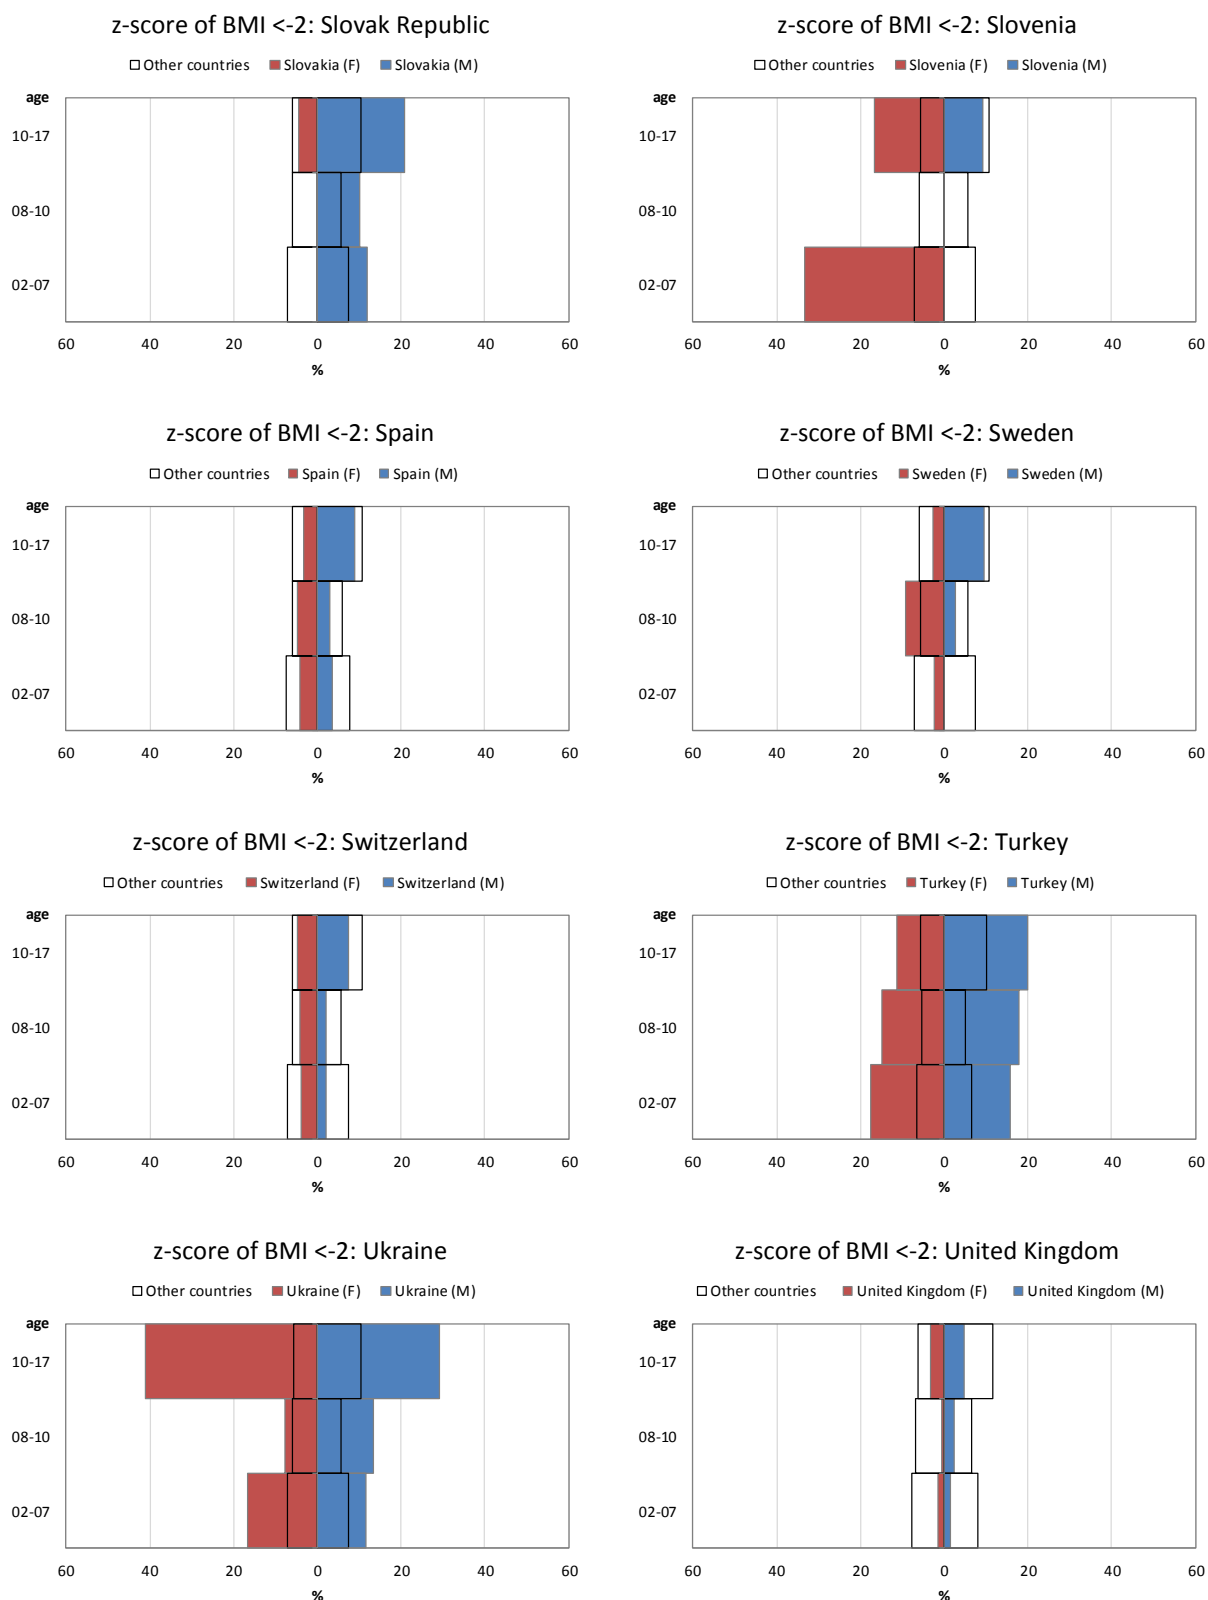 z-score of BMI <-2: Slovak Republic
Other countries Slovakia (F) Slovakia (M)
age
10-17
08-10
02-07
60 40 20 0 20 40 60
%
z-score of BMI <-2: Slovenia
Other countries Slovenia (F) Slovenia (M)
age
10-17
08-10
02-07
60 40 20 0 20 40 60
%
z-score of BMI <-2: Spain
Other countries Spain (F) Spain (M)
age
10-17
08-10
02-07
60 40 20 0 20 40 60
%
z-score of BMI <-2: Sweden
Other countries Sweden (F) Sweden (M)
age
10-17
08-10
02-07
60 40 20 0 20 40 60
%
z-score of BMI <-2: Switzerland
Other countries Switzerland (F) Switzerland (M)
age
10-17
08-10
02-07
60 40 20 0 20 40 60
%
z-score of BMI <-2: Turkey
Other countries Turkey (F) Turkey (M)
age
10-17
08-10
02-07
60 40 20 0 20 40 60
%
z-score of BMI <-2: Ukraine
Other countries Ukraine (F) Ukraine (M)
age
10-17
08-10
02-07
60 40 20 0 20 40 60
%
z-score of BMI <-2: United Kingdom
Other countries United Kingdom (F) United Kingdom (M)
age
10-17
08-10
02-07
60 40 20 0 20 40 60
%